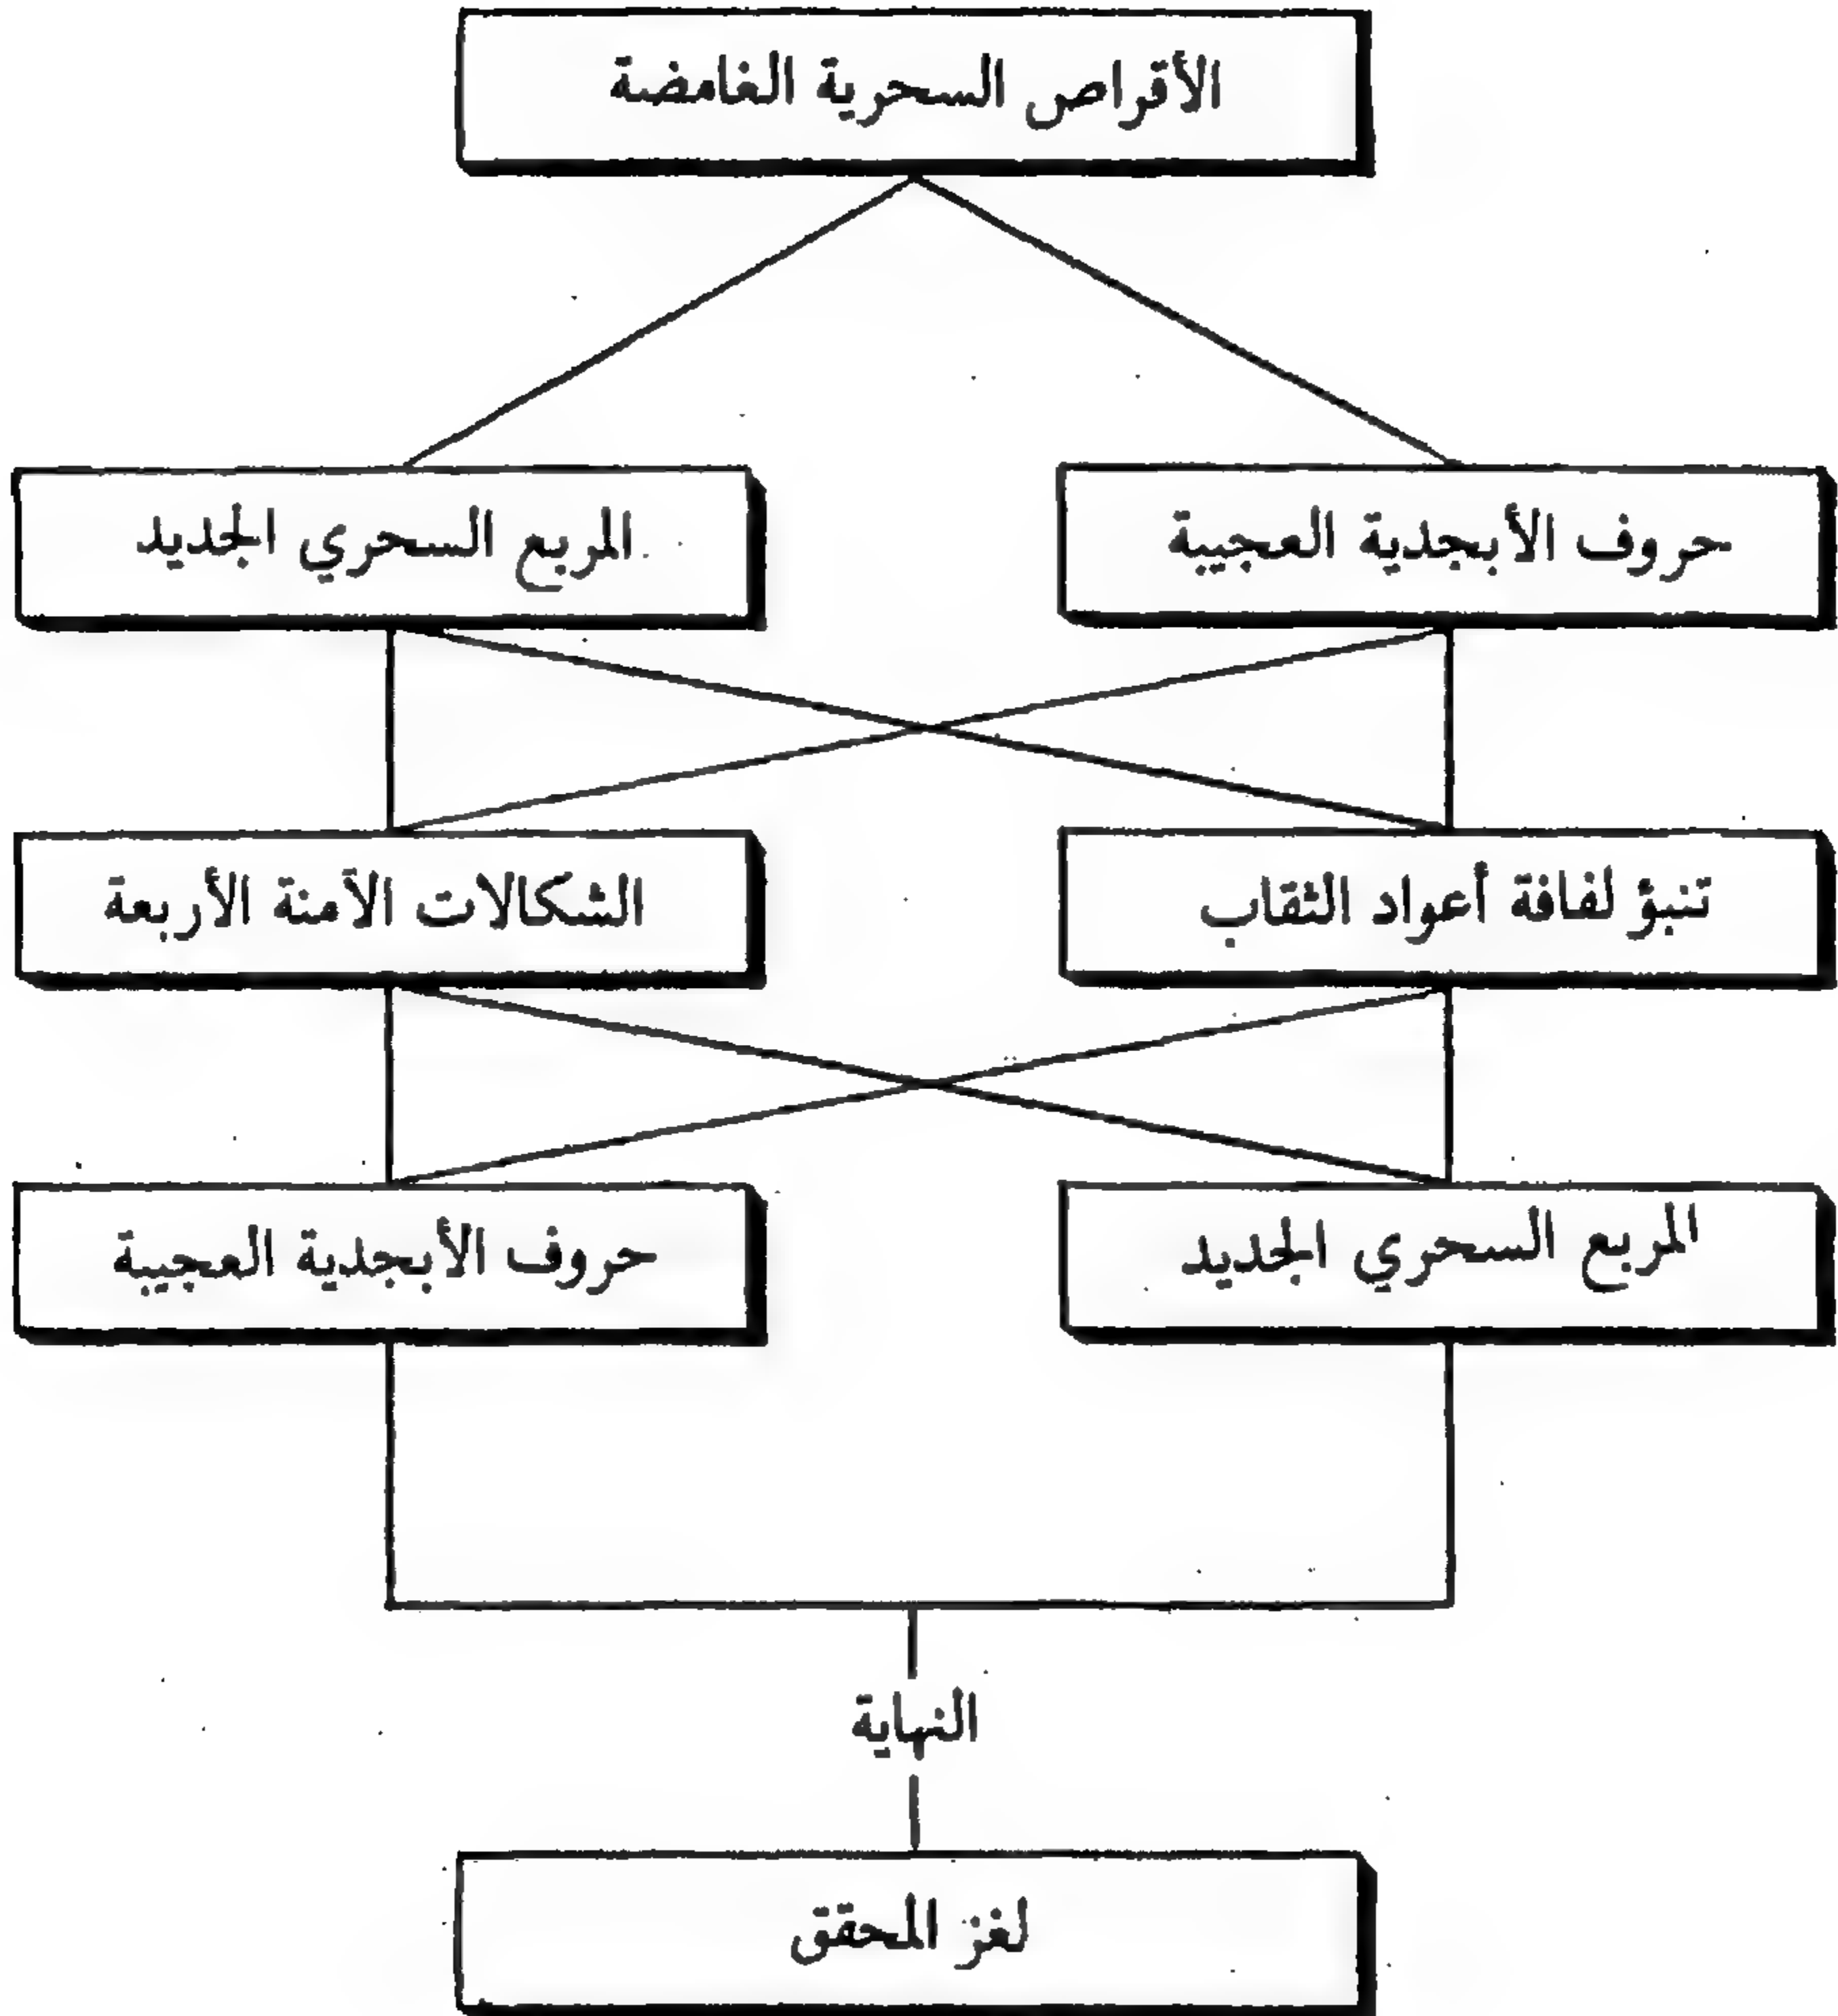 الأقراص السحرية الغامضة
حروف الأبجدية العجيبة
المربع السحري الجديد
تنبؤ لفافة أعواد الثقاب
الشكالات الآمنة الأربعة
المربع السحري الجديد
حروف الأبجدية العجيبة
النهاية
لغز المحقق